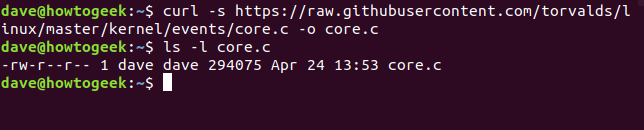 dave@howtogeek:~$ curl -s https://raw.githubusercontent.com/torvalds/l
inux/master/kernel/events/core.c -o core.c
dave@howtogeek:~$ ls -l core.c
-rw-r--r-- 1 dave dave 294075 Apr 24 13:53 core.c
dave@howtogeek:~$